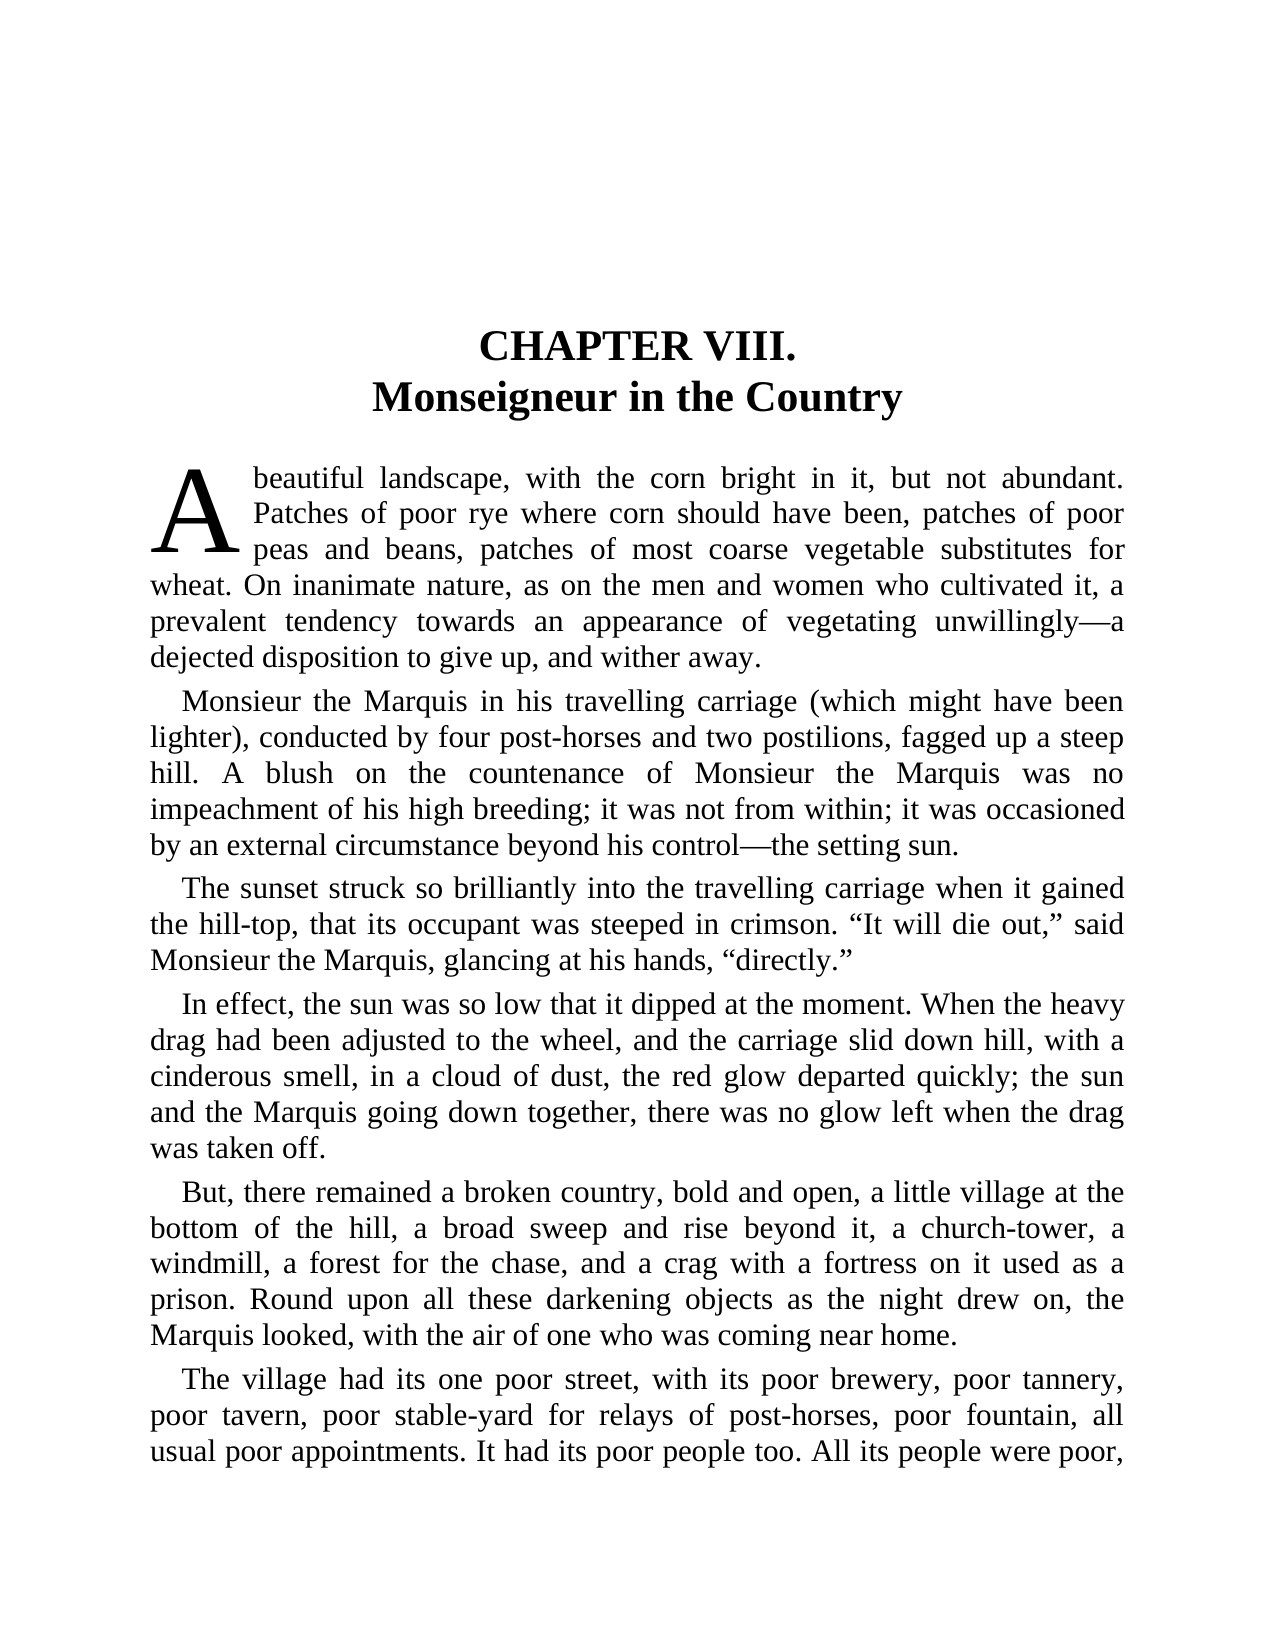 CHAPTER VIII.
Monseigneur in the Country
A beautiful landscape, with the corn bright in it, but not abundant.
Patches of poor rye where corn should have been, patches of poor
peas and beans, patches of most coarse vegetable substitutes for
wheat. On inanimate nature, as on the men and women who cultivated it, a
prevalent tendency towards an appearance of vegetating unwillingly—a
dejected disposition to give up, and wither away.
Monsieur the Marquis in his travelling carriage (which might have been
lighter), conducted by four post-horses and two postilions, fagged up a steep
hill. A blush on the countenance of Monsieur the Marquis was no
impeachment of his high breeding; it was not from within; it was occasioned
by an external circumstance beyond his control—the setting sun.
The sunset struck so brilliantly into the travelling carriage when it gained
the hill-top, that its occupant was steeped in crimson. “It will die out,” said
Monsieur the Marquis, glancing at his hands, “directly.”
In effect, the sun was so low that it dipped at the moment. When the heavy
drag had been adjusted to the wheel, and the carriage slid down hill, with a
cinderous smell, in a cloud of dust, the red glow departed quickly; the sun
and the Marquis going down together, there was no glow left when the drag
was taken off.
But, there remained a broken country, bold and open, a little village at the
bottom of the hill, a broad sweep and rise beyond it, a church-tower, a
windmill, a forest for the chase, and a crag with a fortress on it used as a
prison. Round upon all these darkening objects as the night drew on, the
Marquis looked, with the air of one who was coming near home.
The village had its one poor street, with its poor brewery, poor tannery,
poor tavern, poor stable-yard for relays of post-horses, poor fountain, all
usual poor appointments. It had its poor people too. All its people were poor,